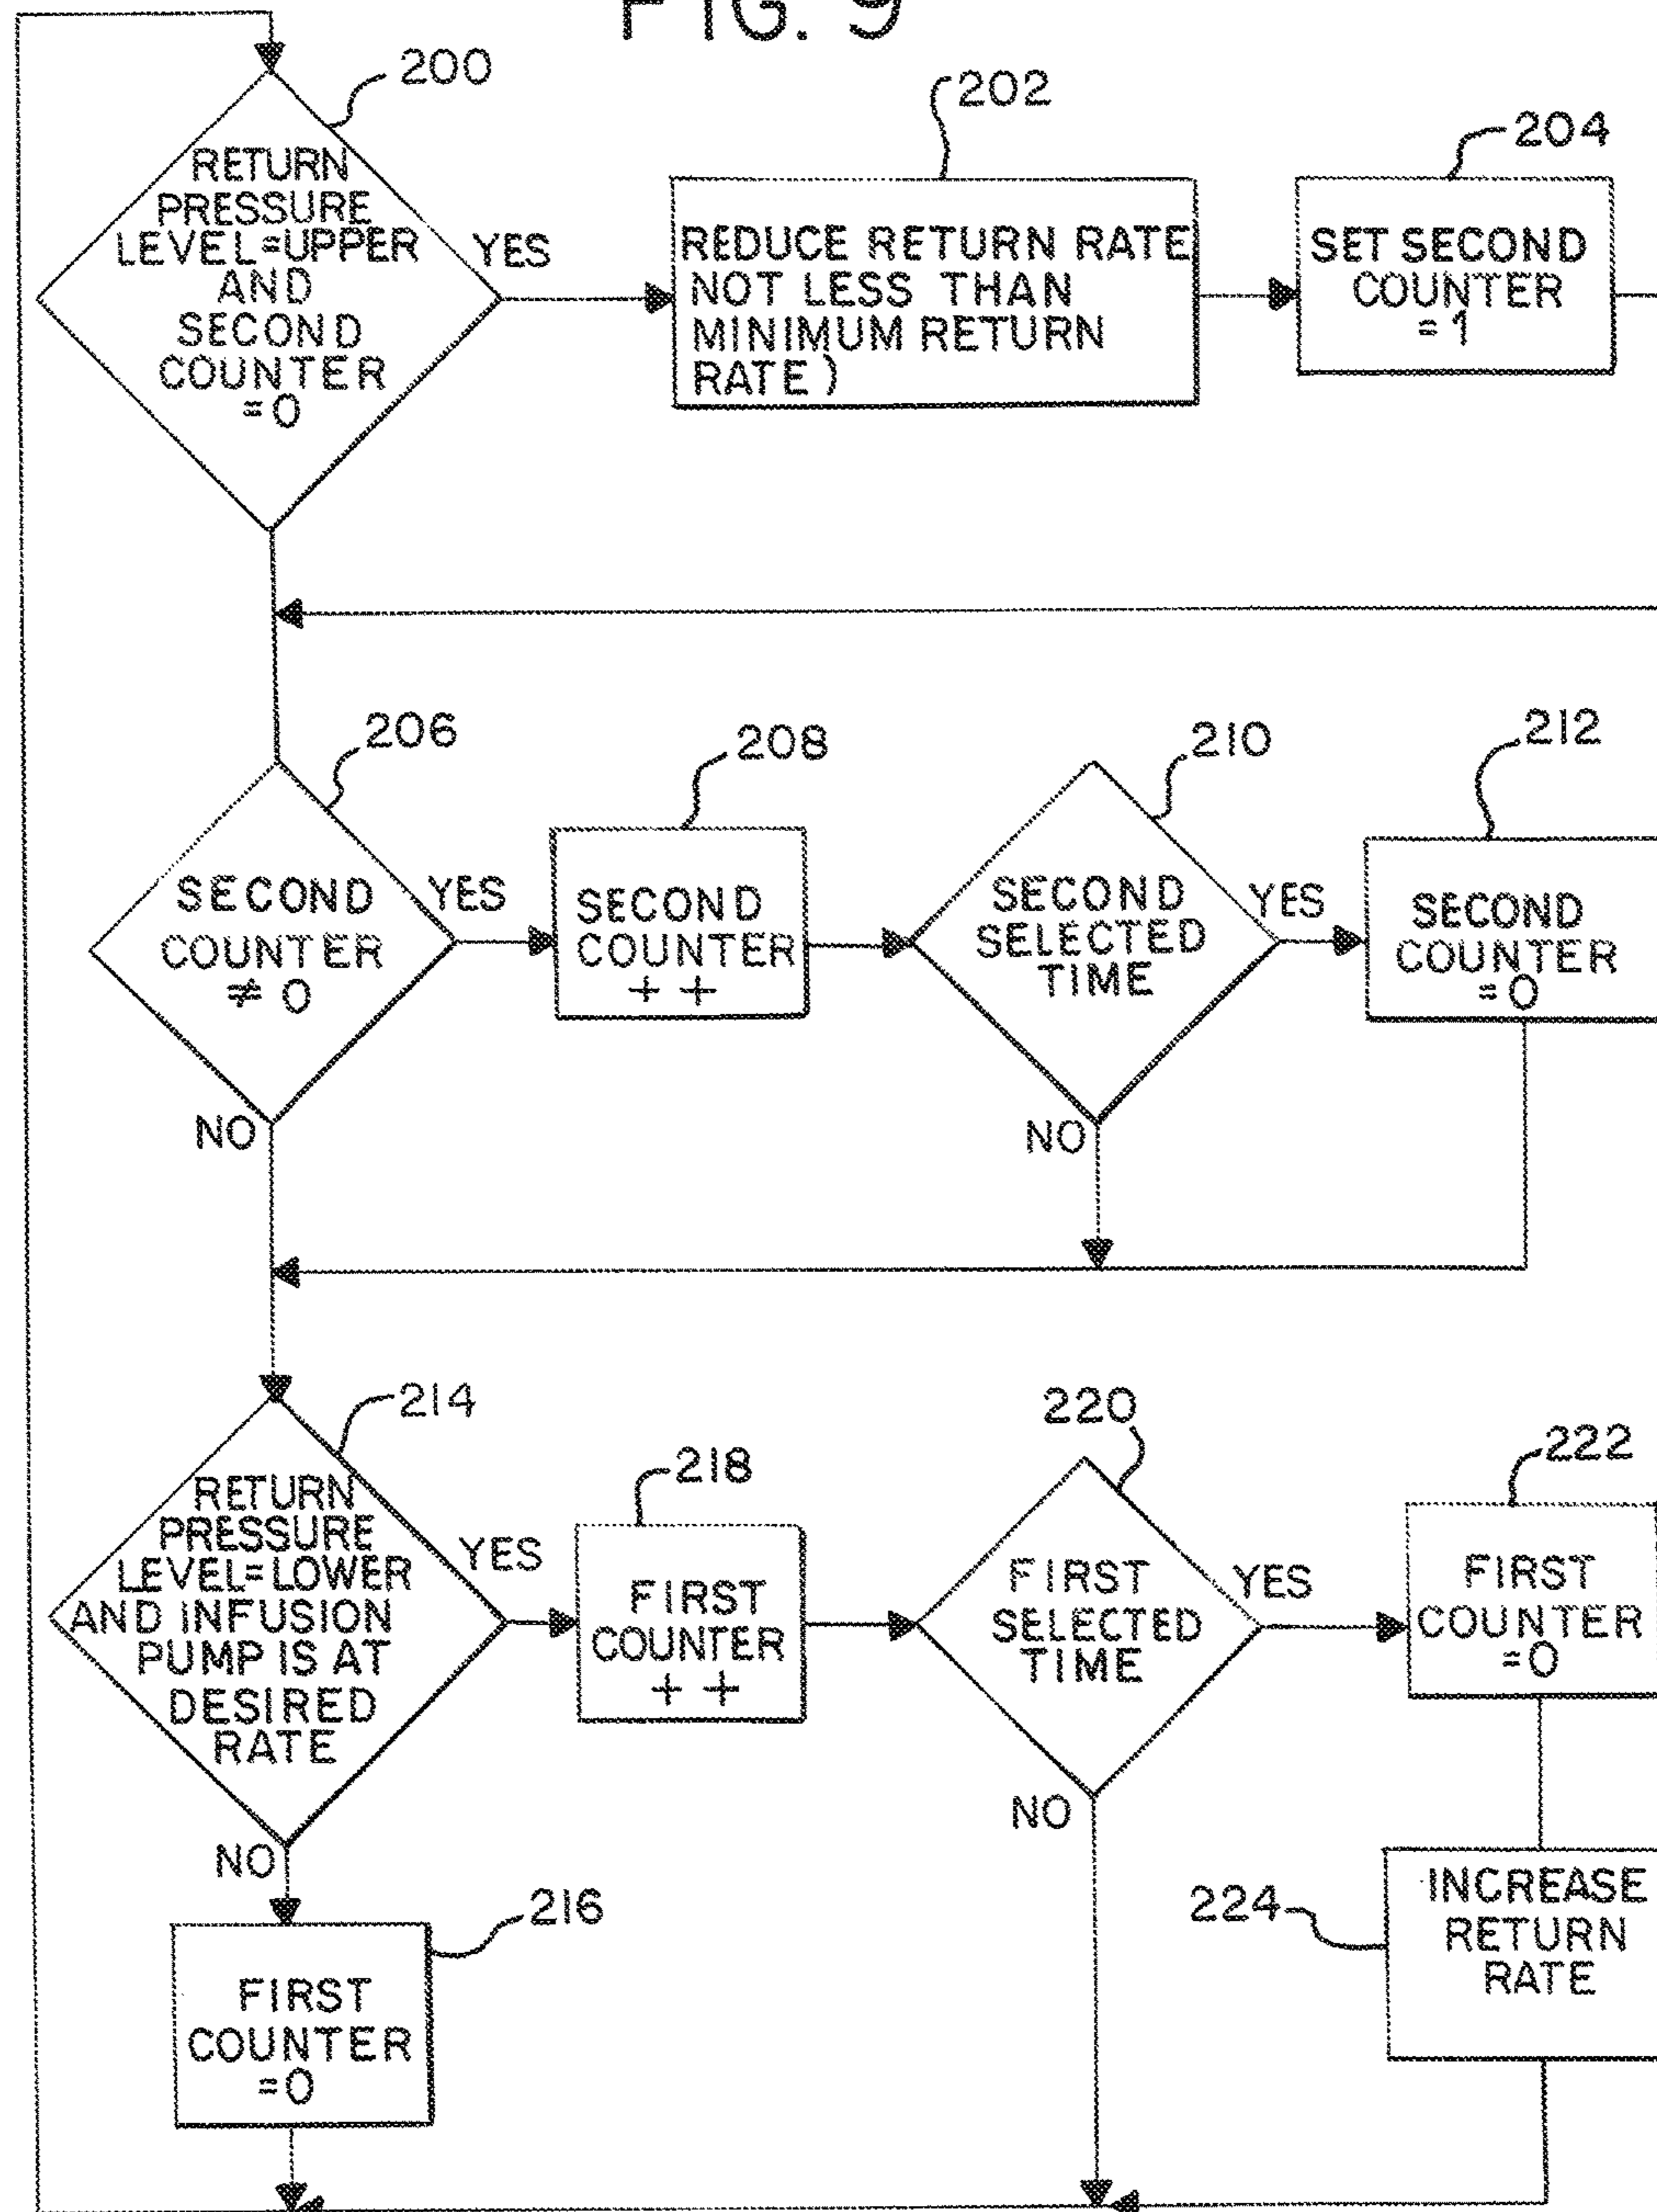 FIG. 9
200
RETURN
PRESSURE
LEVEL=UPPER
AND
SECOND
COUNTER
=0
YES
202
REDUCE RETURN RATE
NOT LESS THAN
MINIMUM RETURN
RATE)
204
SET SECOND
COUNTER
=1
206
SECOND
COUNTER
≠ 0
YES
NO
208
SECOND
COUNTER
+ +
210
SECOND
SELECTED
TIME
YES
NO
212
SECOND
COUNTER
=0
214
RETURN
PRESSURE
LEVEL=LOWER
AND INFUSION
PUMP IS AT
DESIRED
RATE
YES
NO
218
FIRST
COUNTER
+ +
220
FIRST
SELECTED
TIME
YES
NO
222
FIRST
COUNTER
=0
224
INCREASE
RETURN
RATE
216
FIRST
COUNTER
=0